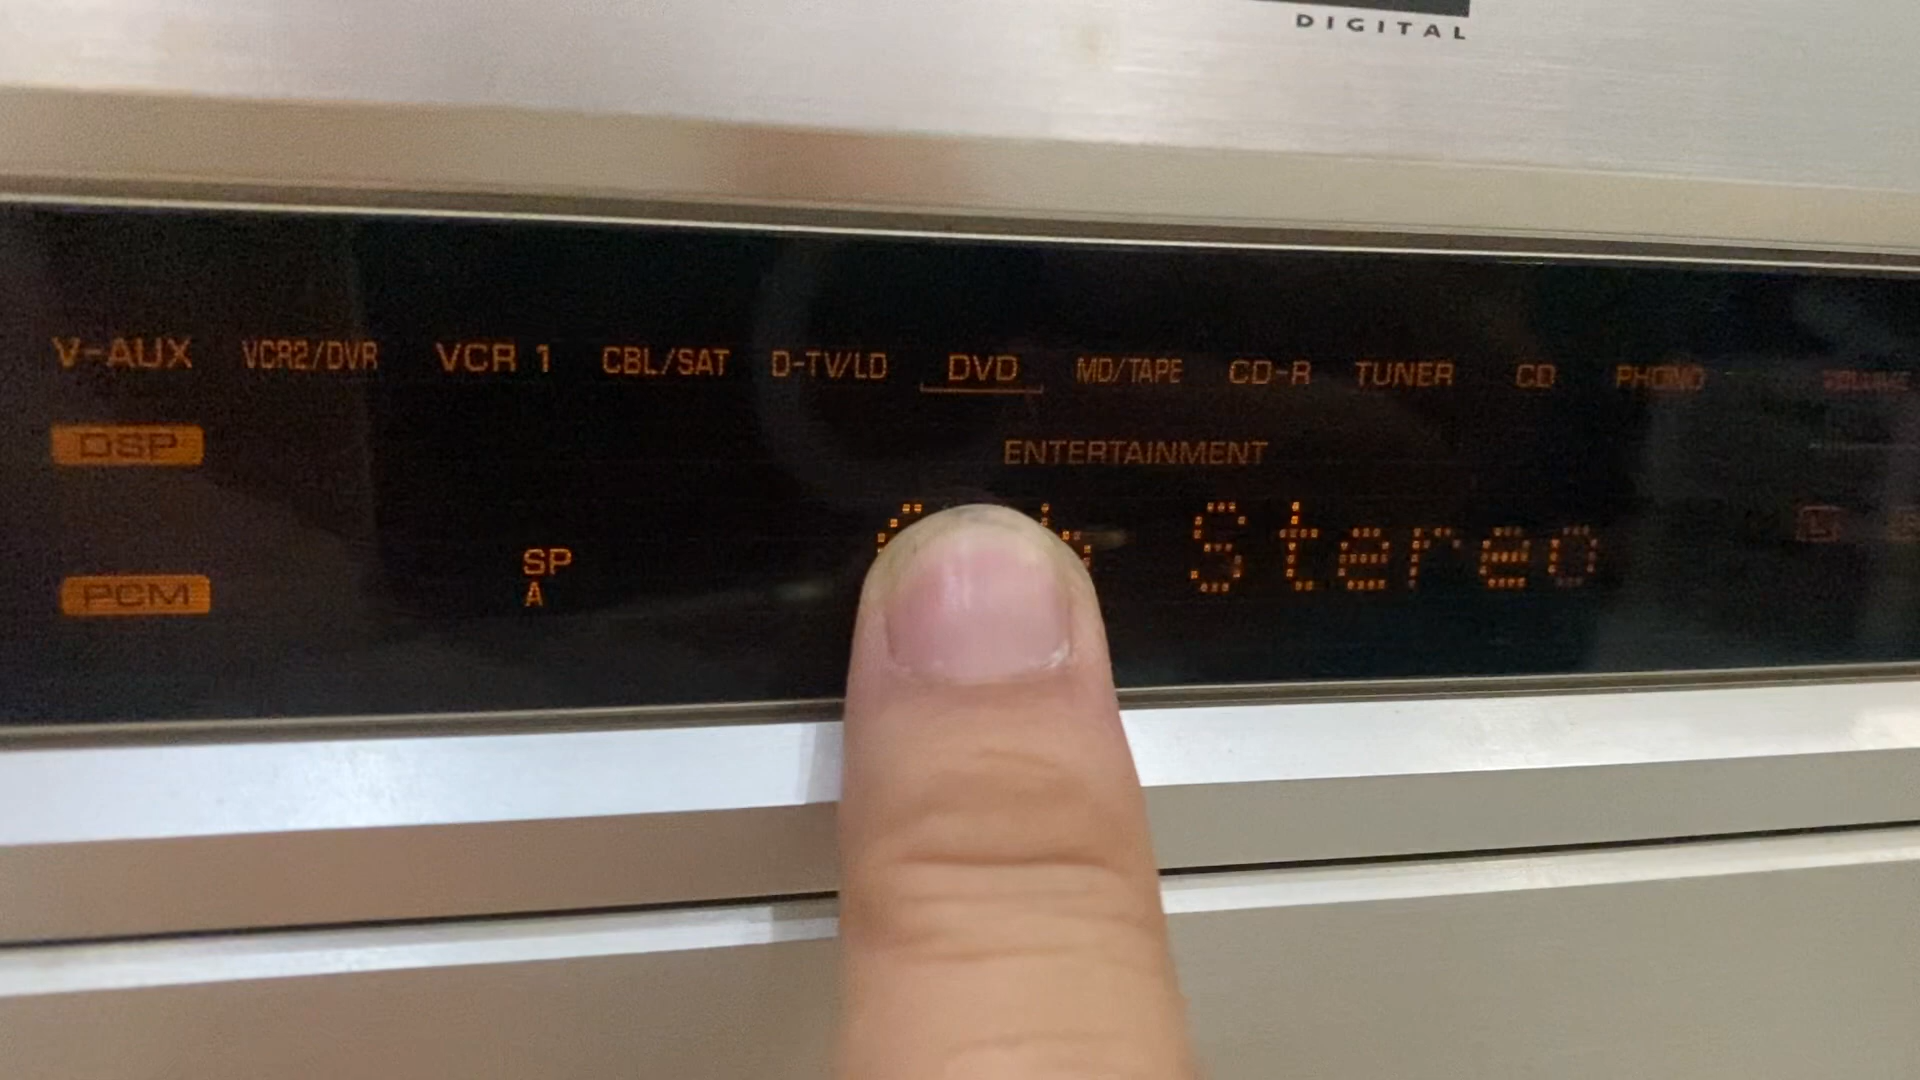 DIGITAL
V-AUX VCR2/DVR VCR 1 CBL/SAT D-TV/LD DVD MD/TAPE CD-R TUNER CD PHONO VOLUME
DSP
ENTERTAINMENT
Stereo
SP
A
PCM
L